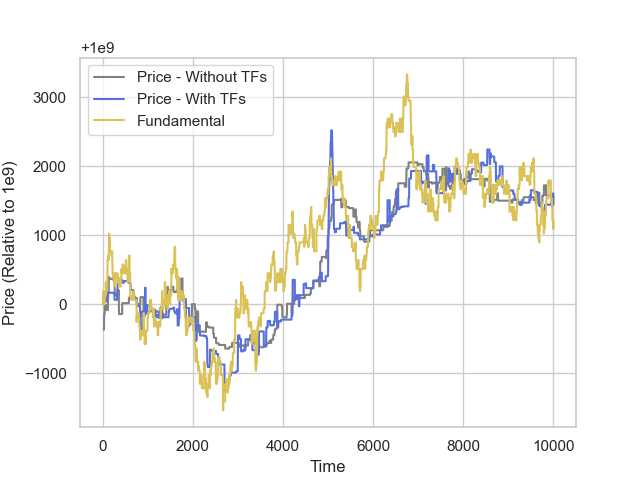 +1e9
Price - Without TFs
Price - With TFs
Fundamental
3000
2000
1000
0
−1000
Price (Relative to 1e9)
0 2000 4000 6000 8000 10000
Time